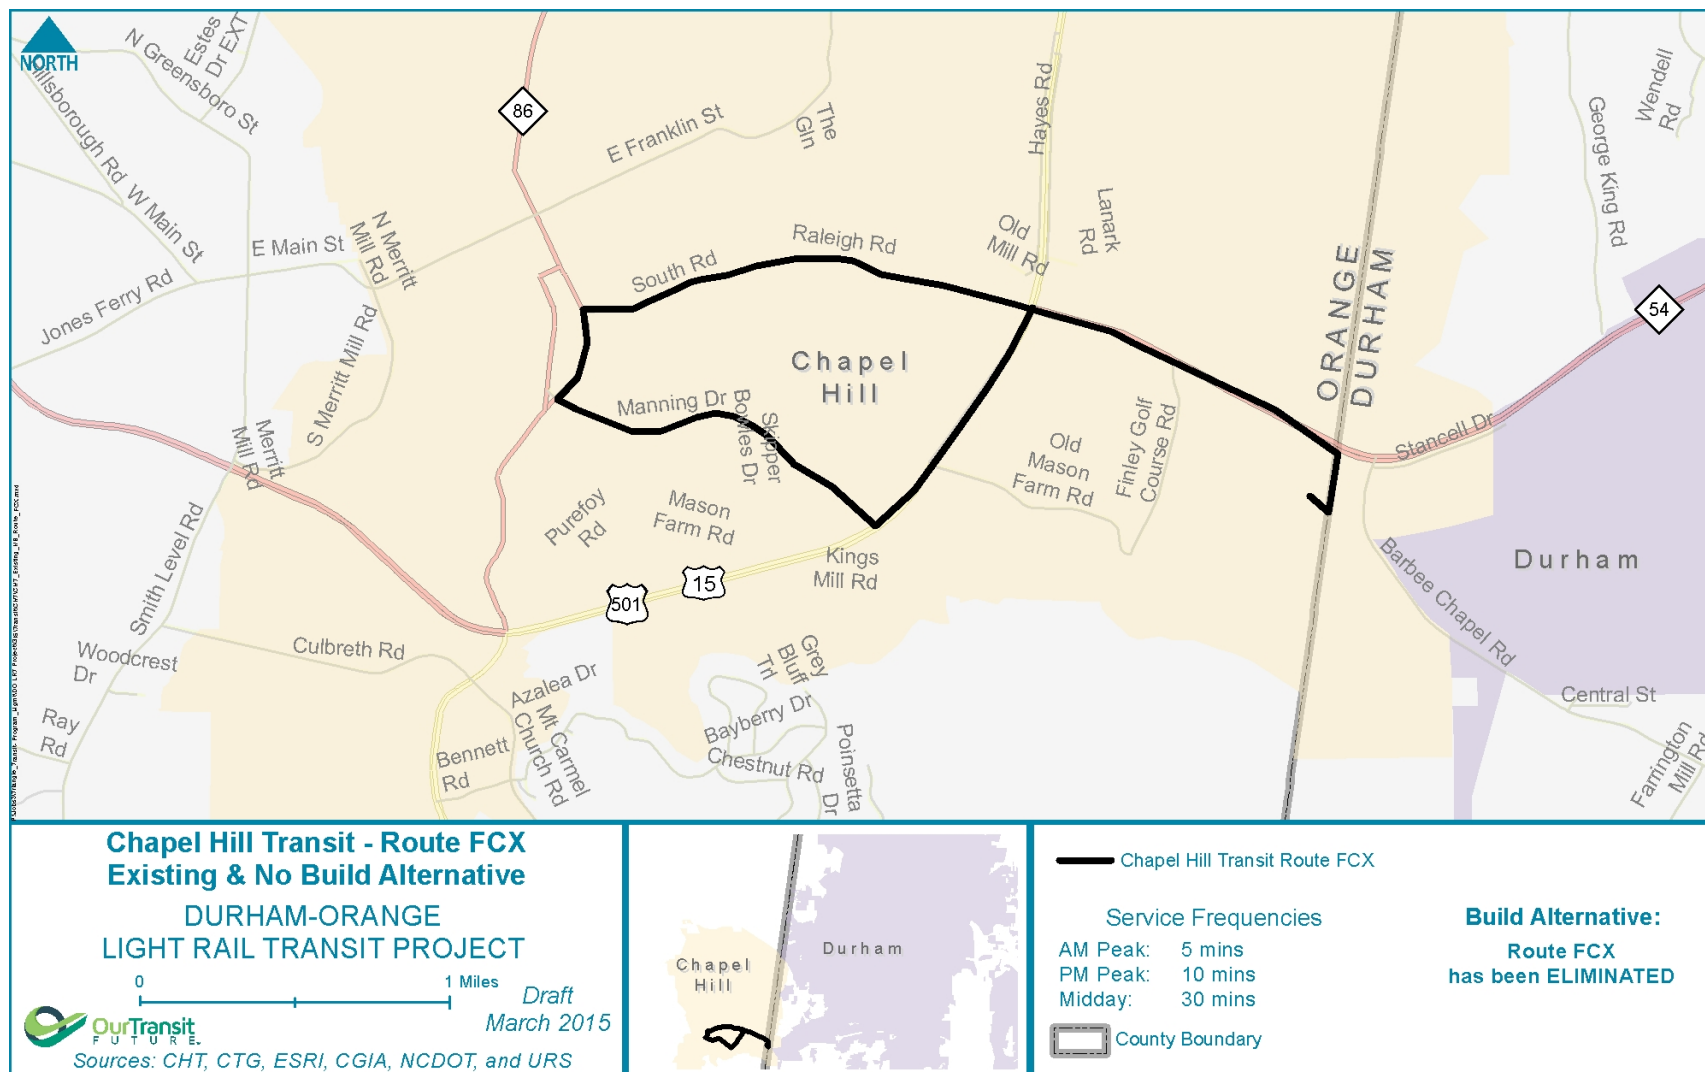 NORTH
Hillsborough Rd
N Greensboro St
Estes
Dr EXT
86
E Franklin St
The
Gln
Hayes Rd
George King Rd
Wendell
Rd
W Main St
E Main St
N Merritt
Mill Rd
Jones Ferry Rd
South Rd
Raleigh Rd
Old
Mill Rd
Lanark
Rd
ORANGE
DURHAM
54
S Merritt Mill Rd
Merritt
Mill Rd
Chapel
Hill
Manning Dr
Skipper
Bowles Dr
Purefoy
Rd
Mason
Farm Rd
Old
Mason
Farm Rd
Finley Golf
Course Rd
Stancell Dr
Durham
Smith Level Rd
501
15
Kings
Mill Rd
Barbee Chapel Rd
Woodcrest
Dr
Culbreth Rd
Azalea Dr
Grey
Bluff
Trl
Central St
Ray
Rd
Bennett
Rd
Mt Carmel
Church Rd
Bayberry Dr
Chestnut Rd
Poinsetta
Dr
Farrington
Mill Rd
Chapel Hill Transit - Route FCX
Existing & No Build Alternative
DURHAM-ORANGE
LIGHT RAIL TRANSIT PROJECT
0 1 Miles
Draft
March 2015
OurTransit
FUTURE
Sources: CHT, CTG, ESRI, CGIA, NCDOT, and URS
Chapel
Hill
Durham
Chapel Hill Transit Route FCX
Service Frequencies
AM Peak: 5 mins
PM Peak: 10 mins
Midday: 30 mins
County Boundary
Build Alternative:
Route FCX
has been ELIMINATED